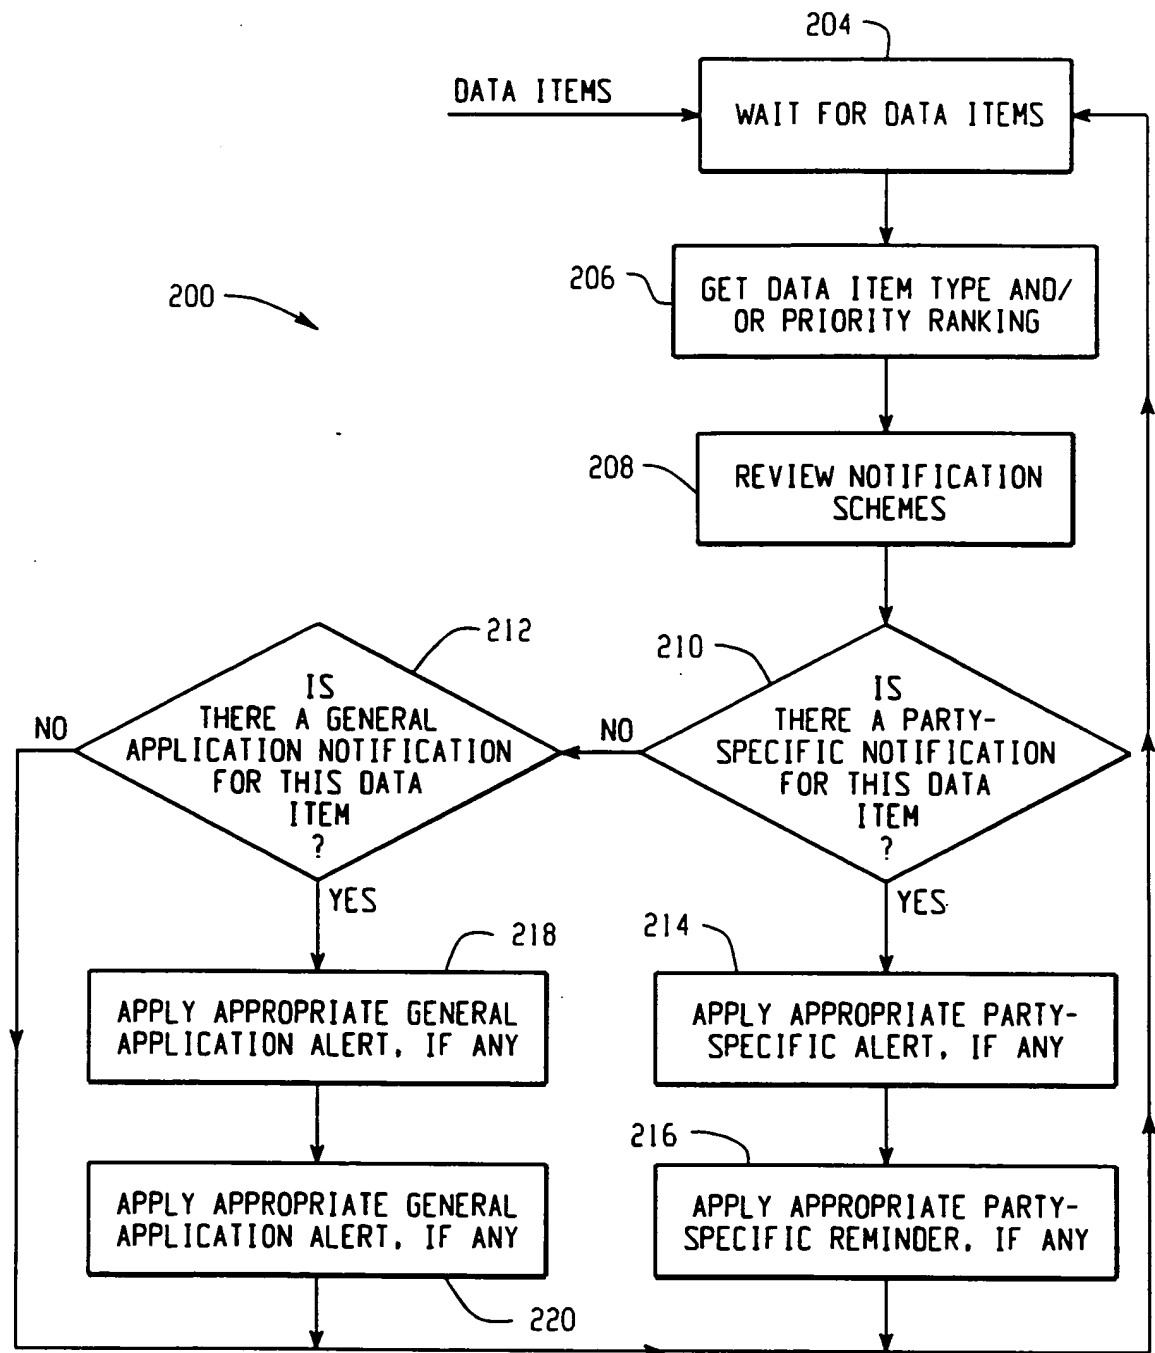 204
DATA ITEMS
WAIT FOR DATA ITEMS
200
206
GET DATA ITEM TYPE AND/
OR PRIORITY RANKING
208
REVIEW NOTIFICATION
SCHEMES
212
IS
THERE A GENERAL
APPLICATION NOTIFICATION
FOR THIS DATA
ITEM
?
NO
YES
210
IS
THERE A PARTY-
SPECIFIC NOTIFICATION
FOR THIS DATA
ITEM
?
NO
YES
218
APPLY APPROPRIATE GENERAL
APPLICATION ALERT, IF ANY
214
APPLY APPROPRIATE PARTY-
SPECIFIC ALERT, IF ANY
APPLY APPROPRIATE GENERAL
APPLICATION ALERT, IF ANY
220
216
APPLY APPROPRIATE PARTY-
SPECIFIC REMINDER, IF ANY